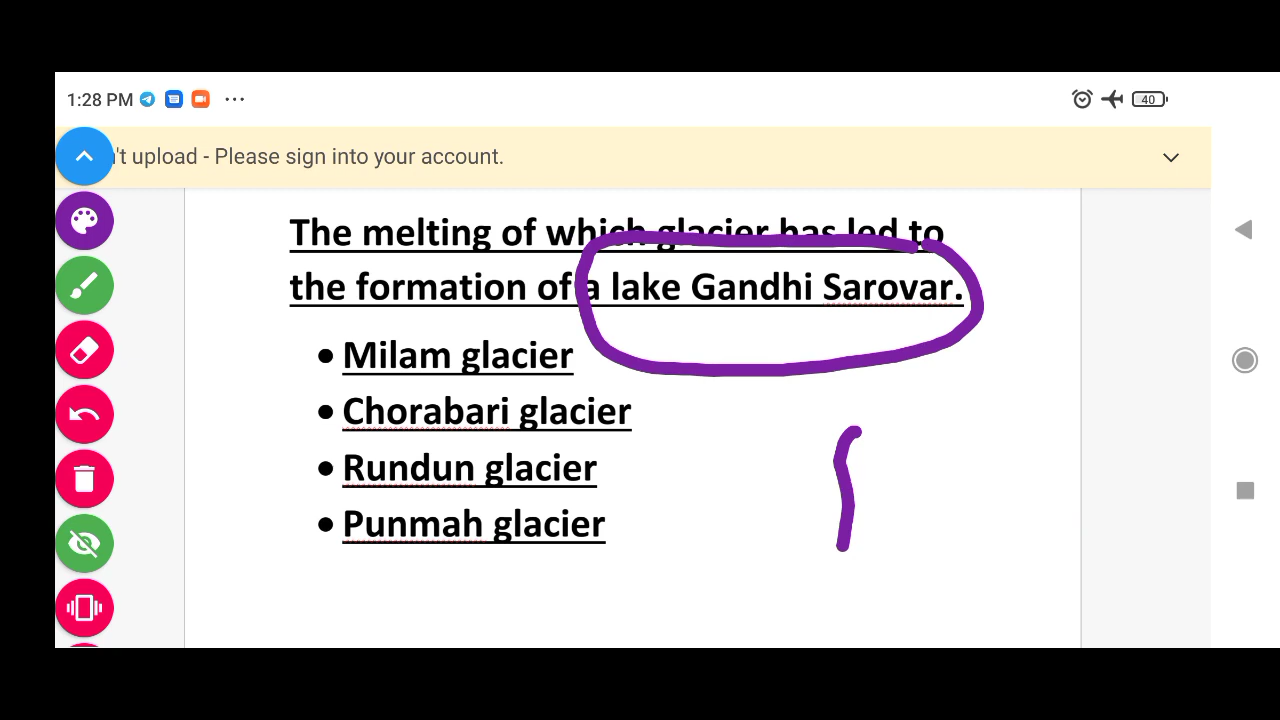 1:28 PM ...
40
't upload - Please sign into your account.
The melting of which glacier has led to
the formation of a lake Gandhi Sarovar.
• Milam glacier
• Chorabari glacier
• Rundun glacier
• Punmah glacier